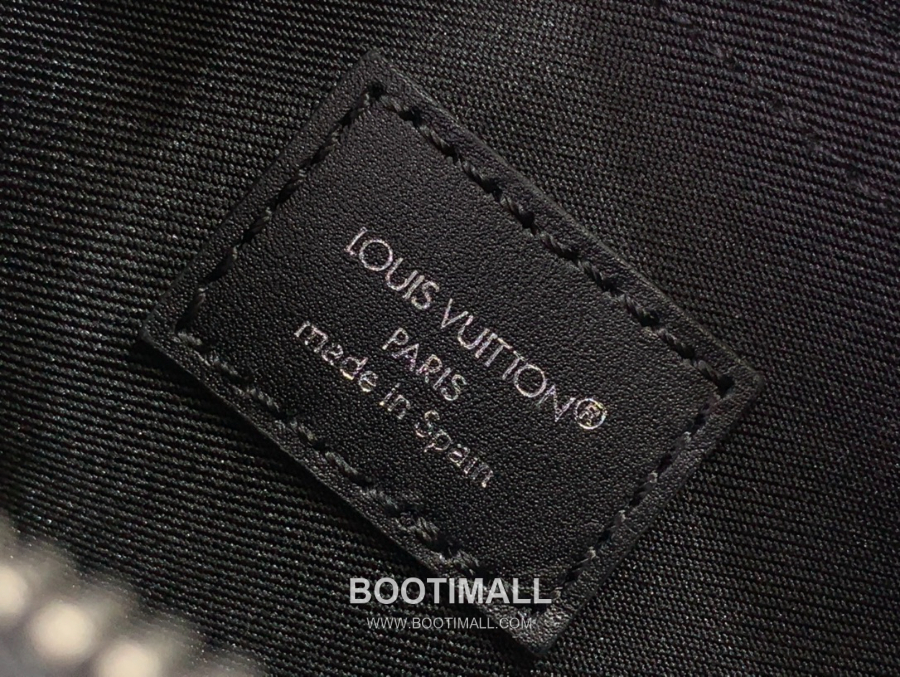 LOUIS VUITTON®
PARIS
made in Spain
BOOTIMALL
WWW.BOOTIMALL.COM